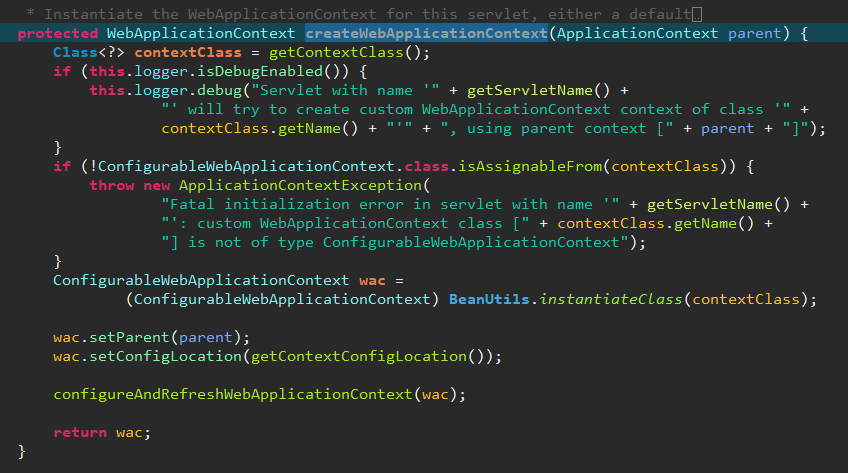 * Instantiate the WebApplicationContext for this servlet, either a default
protected WebApplicationContext createWebApplicationContext(ApplicationContext parent) {
Class<?> contextClass = getContextClass();
if (this.logger.isDebugEnabled()) {
this.logger.debug("Servlet with name '" + getServletName() +
"' will try to create custom WebApplicationContext context of class '" +
contextClass.getName() + "'" + ", using parent context [" + parent + "]");
}
if (!ConfigurableWebApplicationContext.class.isAssignableFrom(contextClass)) {
throw new ApplicationContextException(
"Fatal initialization error in servlet with name '" + getServletName() +
"': custom WebApplicationContext class [" + contextClass.getName() +
"] is not of type ConfigurableWebApplicationContext");
}
ConfigurableWebApplicationContext wac =
(ConfigurableWebApplicationContext) BeanUtils.instantiateClass(contextClass);
wac.setParent(parent);
wac.setConfigLocation(getContextConfigLocation());
configureAndRefreshWebApplicationContext(wac);
return wac;
}